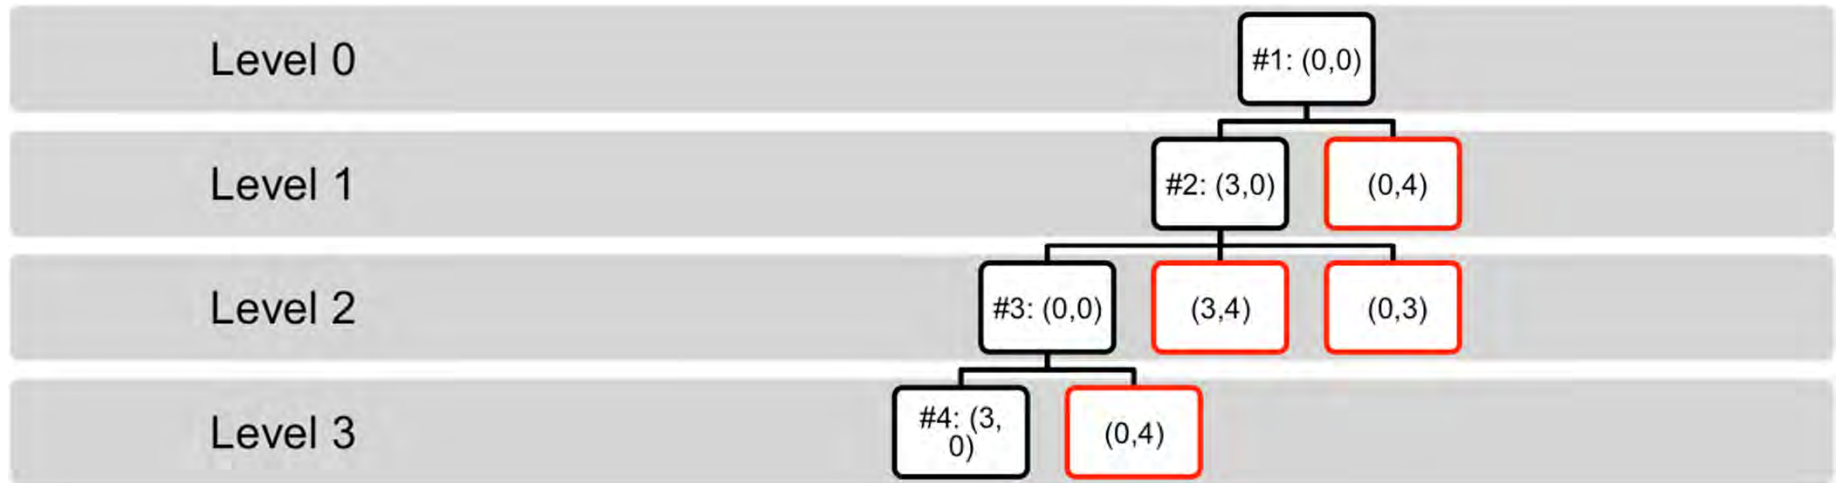 Level 0
#1: (0,0)
Level 1
#2: (3,0)
(0,4)
Level 2
#3: (0,0)
(3,4)
(0,3)
Level 3
#4: (3,
0)
(0,4)